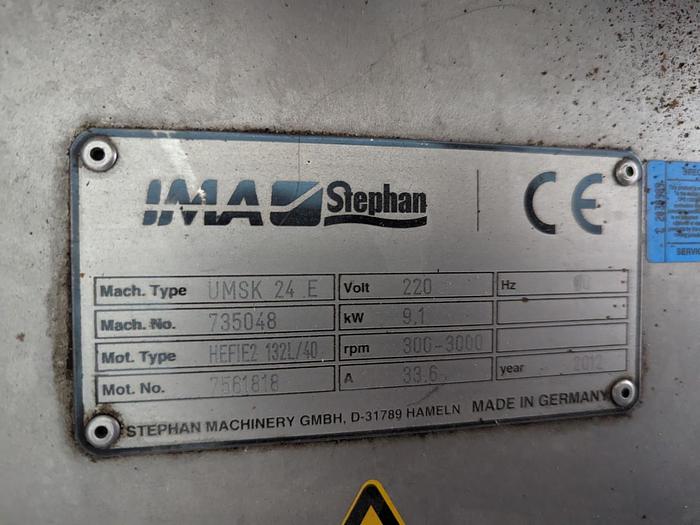 IMA Stephan CE
Mach. Type UMSK 24 E Volt 220 Hz
Mach. No. 735048 kW 9,1
Mot. Type HEFIE2 132L/40 rpm 300-3000
Mot. No. 7561818 A 33,6 year 2012
STEPHAN MACHINERY GMBH, D-31789 HAMELN MADE IN GERMANY